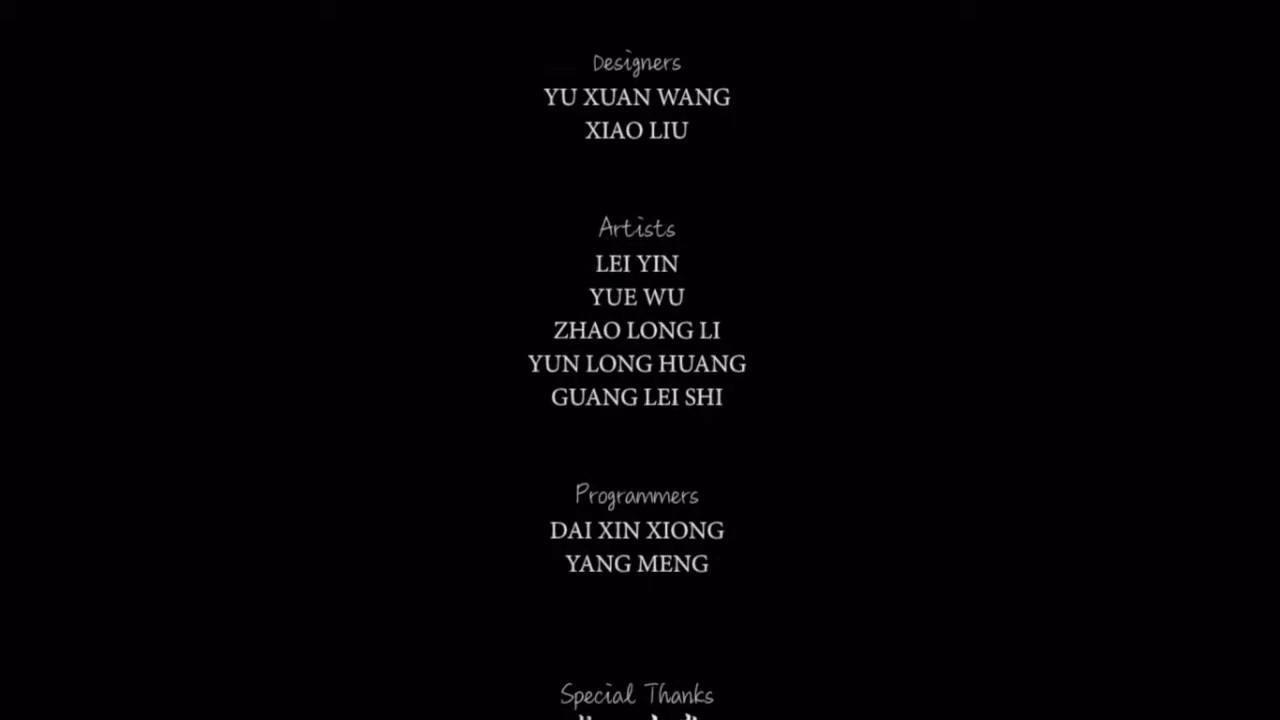 Designers
YU XUAN WANG
XIAO LIU
Artists
LEI YIN
YUE WU
ZHAO LONG LI
YUN LONG HUANG
GUANG LEI SHI
Programmers
DAI XIN XIONG
YANG MENG
Special Thanks